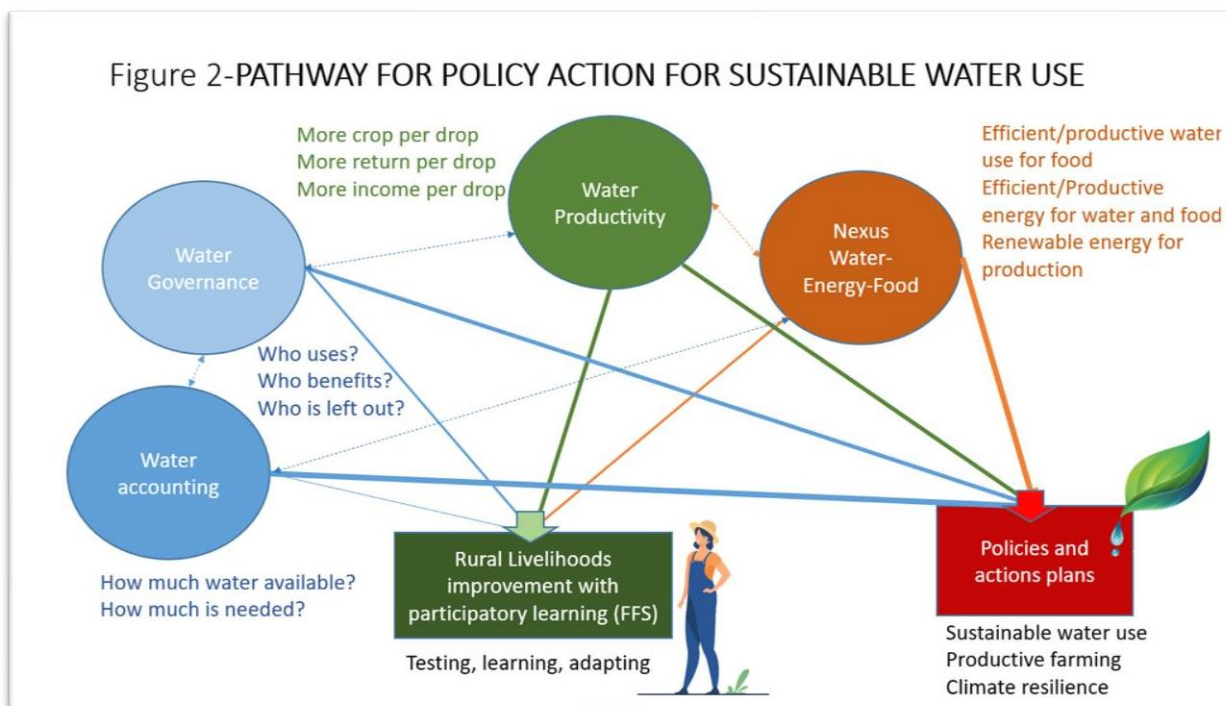 Figure 2-PATHWAY FOR POLICY ACTION FOR SUSTAINABLE WATER USE
More crop per drop
More return per drop
More income per drop
Water
Productivity
Efficient/productive water
use for food
Efficient/Productive
energy for water and food
Renewable energy for
production
Nexus
Water-
Energy-Food
Water
Governance
Who uses?
Who benefits?
Who is left out?
Water
accounting
How much water available?
How much is needed?
Rural Livelihoods
improvement with
participatory learning (FFS)
Testing, learning, adapting
Policies and
actions plans
Sustainable water use
Productive farming
Climate resilience